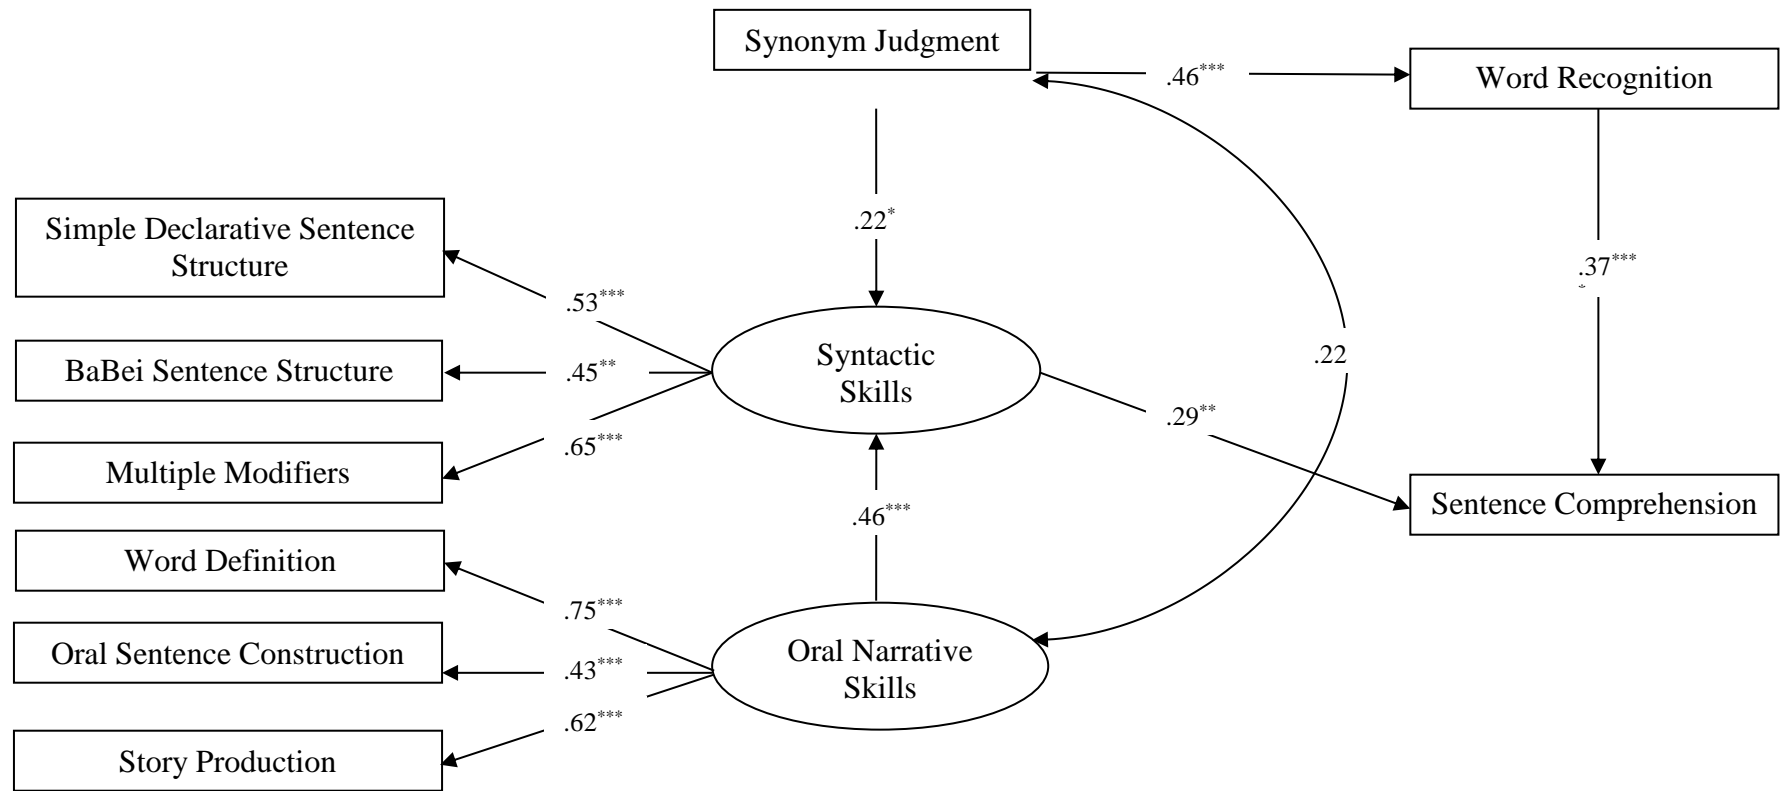 Synonym Judgment
.46***
Word Recognition
.22*
.37***
*
Simple Declarative Sentence
Structure
.53***
BaBei Sentence Structure
.45**
Syntactic
Skills
.22
.29**
Multiple Modifiers
.65***
Sentence Comprehension
.46***
Word Definition
.75***
Oral Sentence Construction
.43***
Oral Narrative
Skills
.62***
Story Production